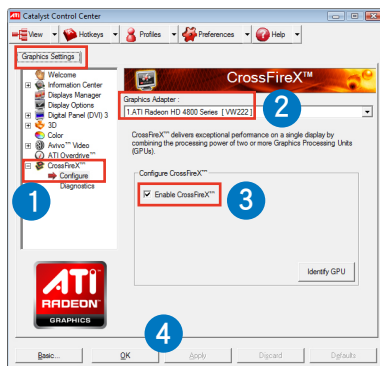 Catalyst Control Center
View
Hotkeys
Profiles
Preferences
Help
Graphics Settings
Welcome
Information Center
Displays Manager
Display Options
Digital Panel (DVI) 3
3D
Color
Avivo™ Video
ATI Overdrive™
CrossFireX™
Configure
Diagnostics
1
ATI
RADEON
GRAPHICS
CrossFireX™
Graphics Adapter :
1.ATI Radeon HD 4800 Series [ VW222 ]
2
CrossFireX™ delivers exceptional performance on a single display by
combining the processing power of two or more Graphics Processing Units
(GPUs).
Configure CrossFireX™
Enable CrossFireX™
3
Identify GPU
4
Basic...
OK
Apply
Discard
Defaults